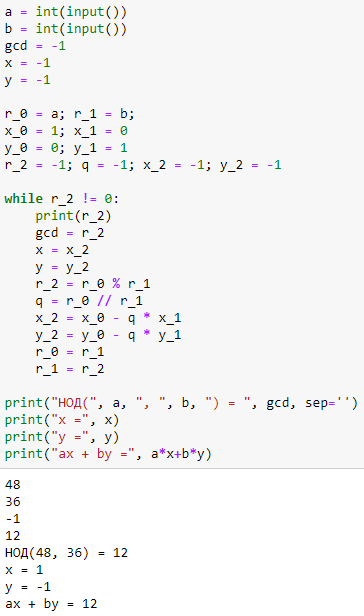 a = int(input())
b = int(input())
gcd = -1
x = -1
y = -1

r_0 = a; r_1 = b;
x_0 = 1; x_1 = 0
y_0 = 0; y_1 = 1
r_2 = -1; q = -1; x_2 = -1; y_2 = -1

while r_2 != 0:
    print(r_2)
    gcd = r_2
    x = x_2
    y = y_2
    r_2 = r_0 % r_1
    q = r_0 // r_1
    x_2 = x_0 - q * x_1
    y_2 = y_0 - q * y_1
    r_0 = r_1
    r_1 = r_2

print("НОД(", a, ", ", b, ") = ", gcd, sep='')
print("x =", x)
print("y =", y)
print("ax + by =", a*x+b*y)
48
36
-1
12
НОД(48, 36) = 12
x = 1
y = -1
ax + by = 12